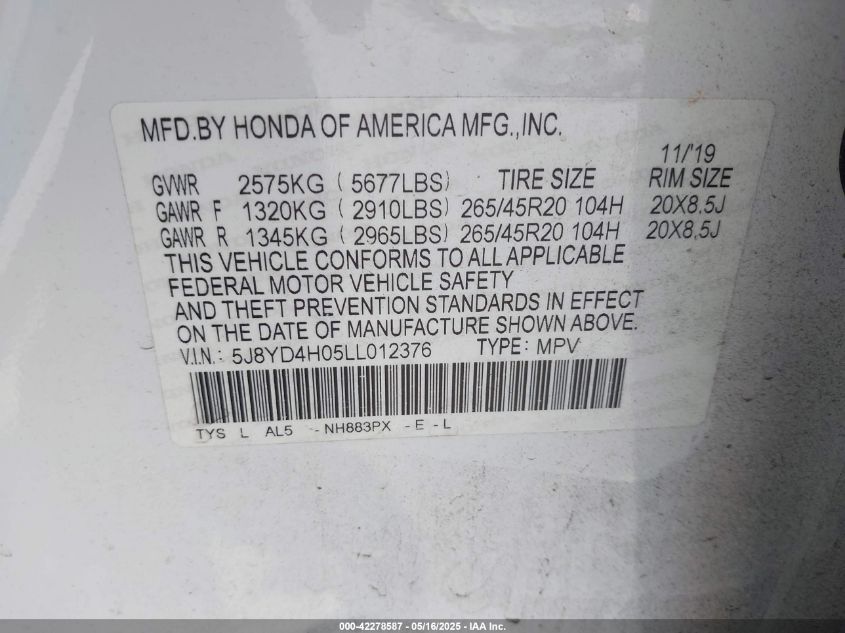 MFD.BY HONDA OF AMERICA MFG.,INC.
11/'19
GVWR 2575KG ( 5677LBS) TIRE SIZE RIM SIZE
GAWR F 1320KG ( 2910LBS) 265/45R20 104H 20X8.5J
GAWR R 1345KG ( 2965LBS) 265/45R20 104H 20X8.5J
THIS VEHICLE CONFORMS TO ALL APPLICABLE
FEDERAL MOTOR VEHICLE SAFETY
AND THEFT PREVENTION STANDARDS IN EFFECT
ON THE DATE OF MANUFACTURE SHOWN ABOVE.
V.I.N.: 5J8YD4H05LL012376 TYPE: MPV
TYS L AL5 -- NH883PX - E - L
000-42278587 - 05/16/2025 - IAA Inc.